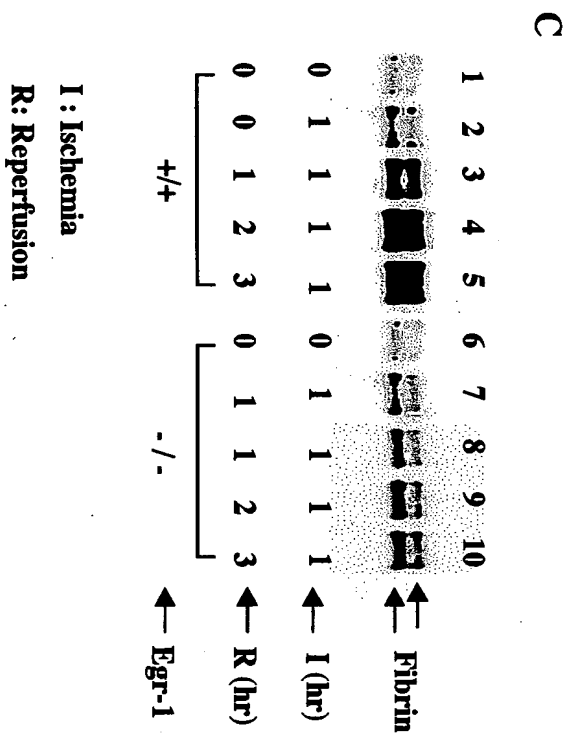 C
1 2 3 4 5 6 7 8 9 10
Fibrin
0 1 1 1 1 0 1 1 1 1 I (hr)
0 0 1 2 3 0 1 1 2 3 R (hr)
+/+ -/- Egr-1
I : Ischemia
R: Reperfusion